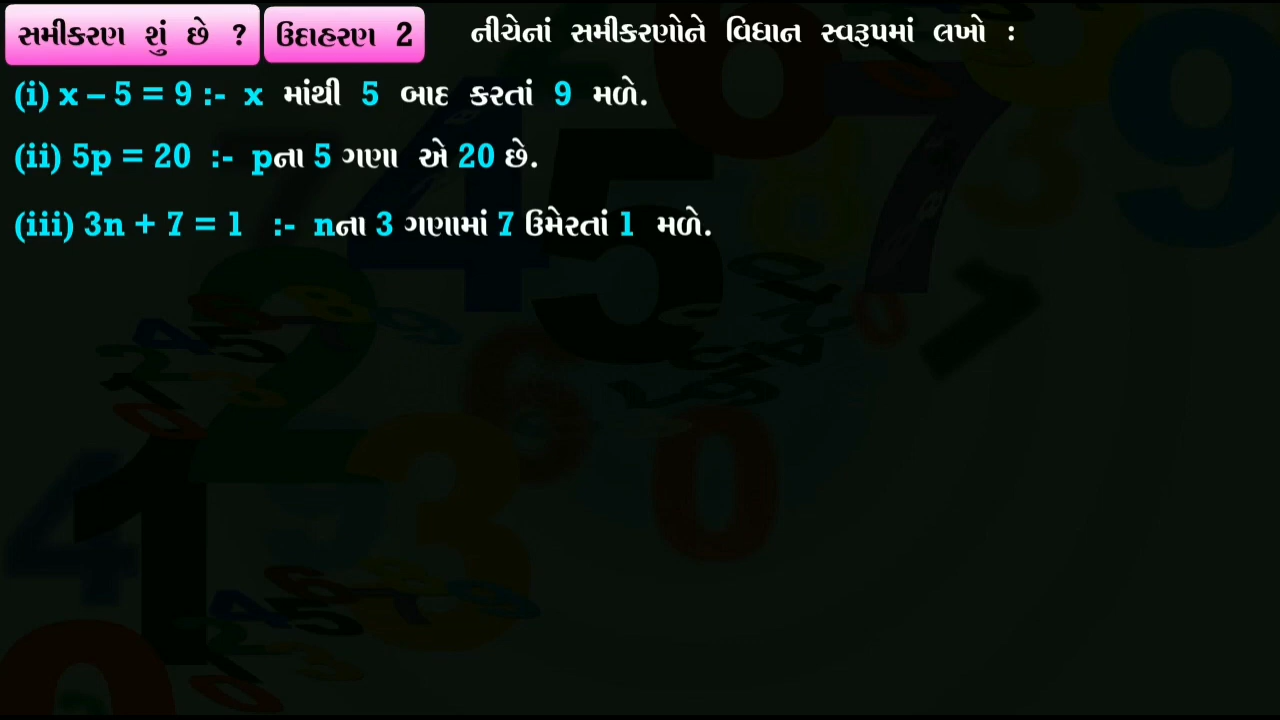 સમીકરણ શું છે ? ઉદાહરણ 2 નીચેનાં સમીકરણોને વિધાન સ્વરૂપમાં લખો :
(i) x – 5 = 9 :- x માંથી 5 બાદ કરતાં 9 મળે.
(ii) 5p = 20 :- pના 5 ગણા એ 20 છે.
(iii) 3n + 7 = 1 :- nના 3 ગણામાં 7 ઉમેરતાં 1 મળે.